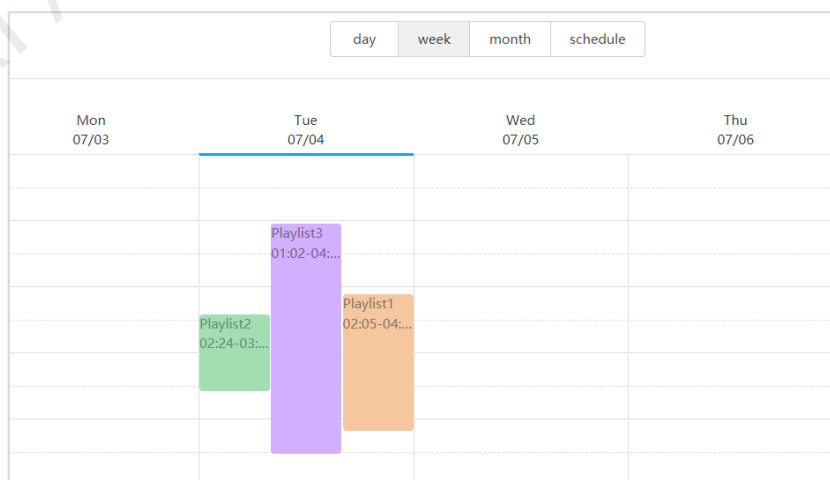 day week month schedule
Mon Tue Wed Thu
07/03 07/04 07/05 07/06
Playlist3
01:02-04:...
Playlist1
02:05-04:...
Playlist2
02:24-03:...